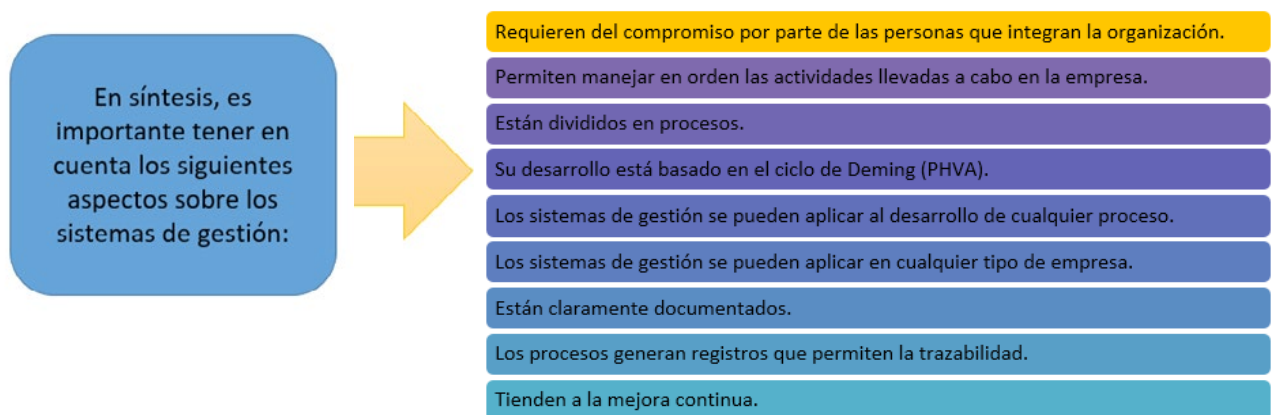 En síntesis, es
importante tener en
cuenta los siguientes
aspectos sobre los
sistemas de gestión:
Requieren del compromiso por parte de las personas que integran la organización.
Permiten manejar en orden las actividades llevadas a cabo en la empresa.
Están divididos en procesos.
Su desarrollo está basado en el ciclo de Deming (PHVA).
Los sistemas de gestión se pueden aplicar al desarrollo de cualquier proceso.
Los sistemas de gestión se pueden aplicar en cualquier tipo de empresa.
Están claramente documentados.
Los procesos generan registros que permiten la trazabilidad.
Tienden a la mejora continua.